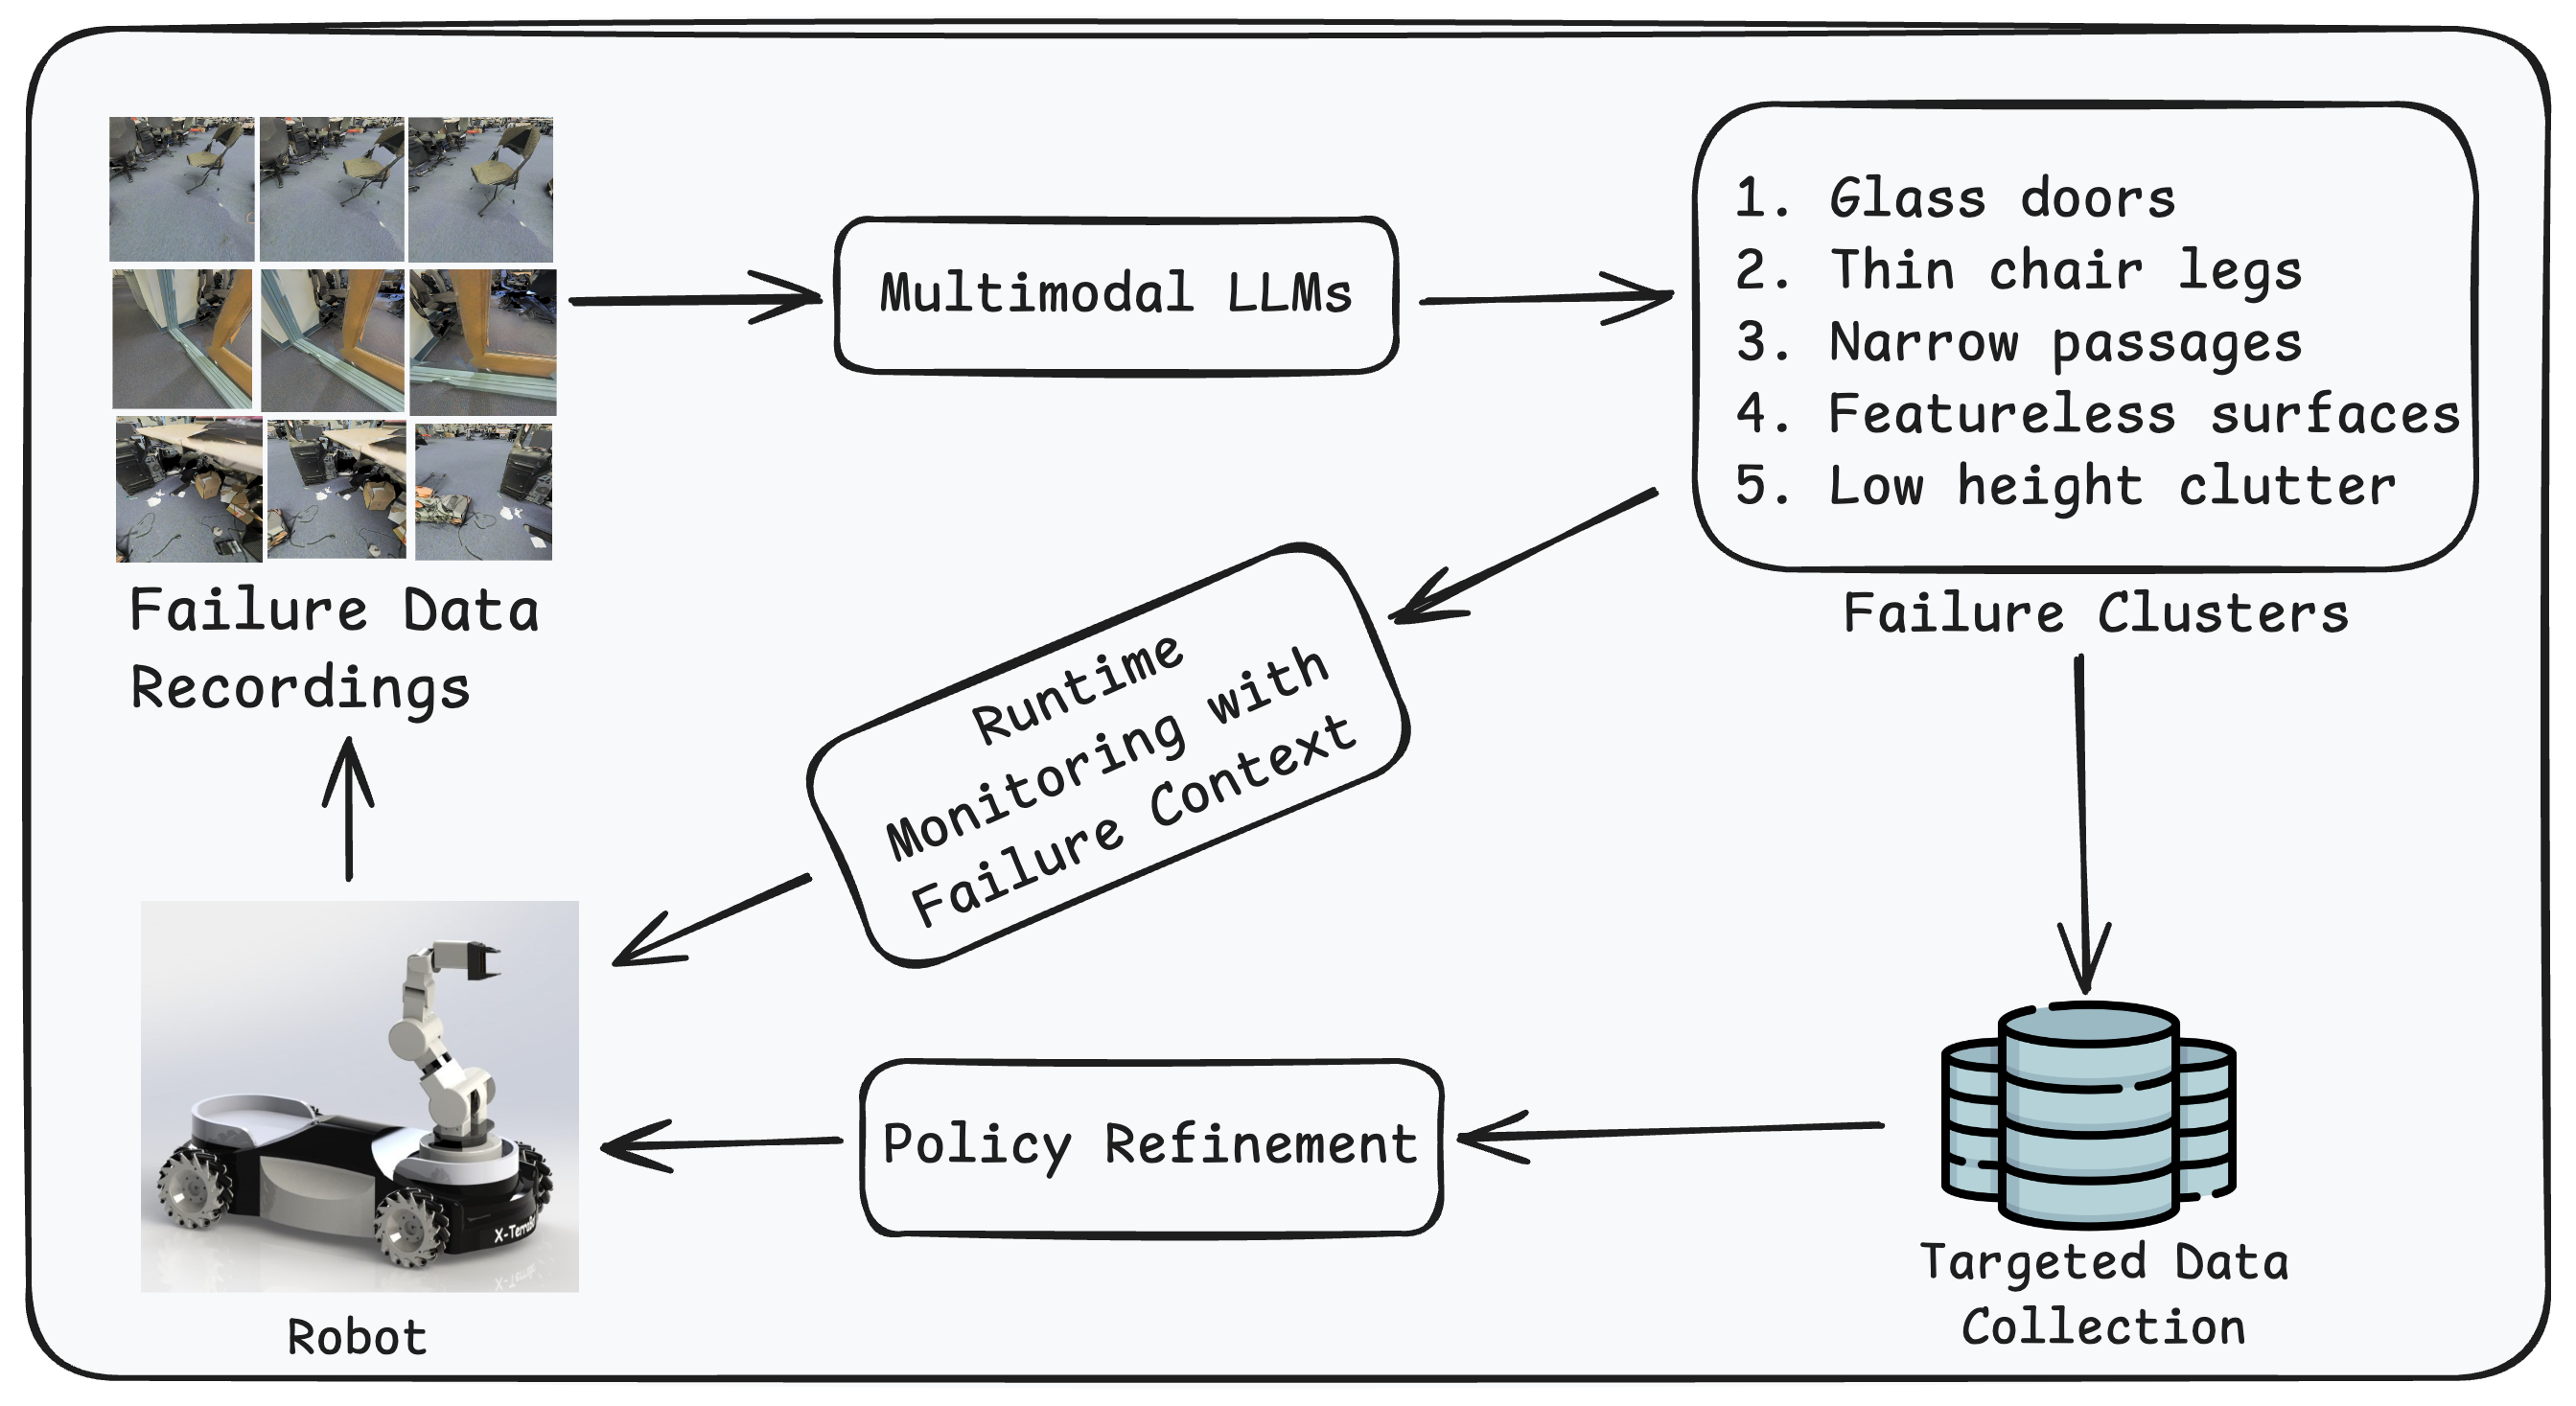 Multimodal LLMs
1. Glass doors
2. Thin chair legs
3. Narrow passages
4. Featureless surfaces
5. Low height clutter
Failure Clusters
Failure Data
Recordings
Runtime
Monitoring with
Failure Context
Policy Refinement
Targeted Data
Collection
Robot